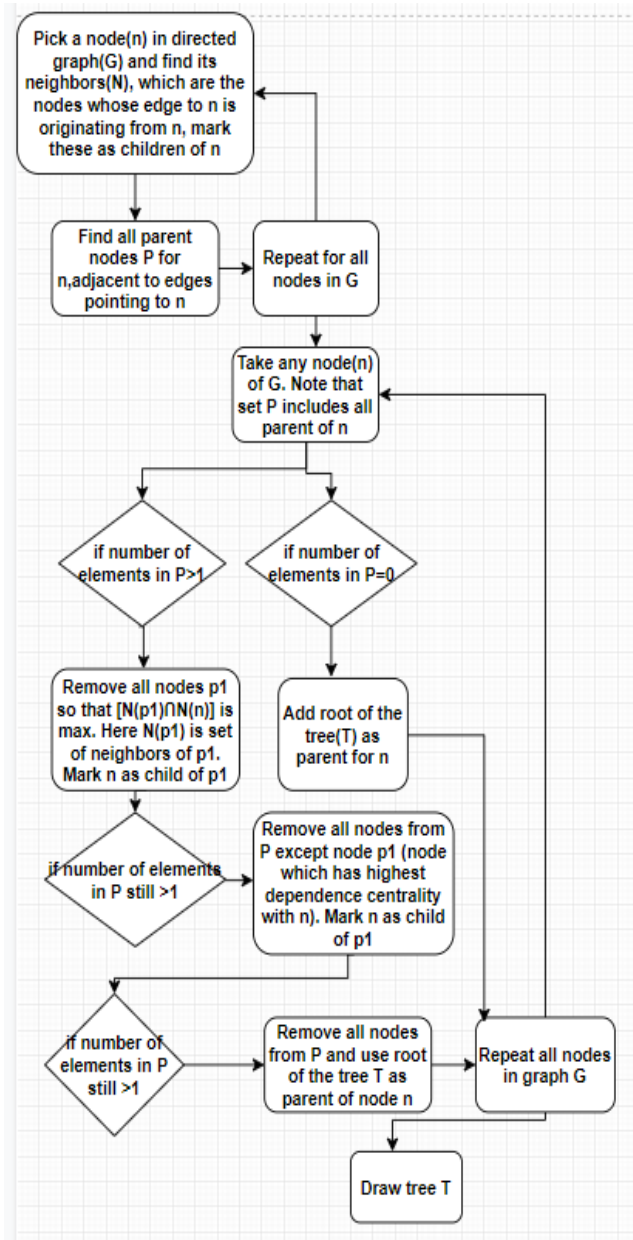 Pick a node(n) in directed
graph(G) and find its
neighbors(N), which are the
nodes whose edge to n is
originating from n, mark
these as children of n
Find all parent
nodes P for
n,adjacent to edges
pointing to n
Repeat for all
nodes in G
Take any node(n)
of G. Note that
set P includes all
parent of n
if number of
elements in P>1
if number of
elements in P=0
Remove all nodes p1
so that [N(p1)∩N(n)] is
max. Here N(p1) is set
of neighbors of p1.
Mark n as child of p1
Add root of the
tree(T) as
parent for n
if number of elements
in P still >1
Remove all nodes from
P except node p1 (node
which has highest
dependence centrality
with n). Mark n as child
of p1
if number of
elements in P
still >1
Remove all nodes
from P and use root
of the tree T as
parent of node n
Repeat all nodes
in graph G
Draw tree T